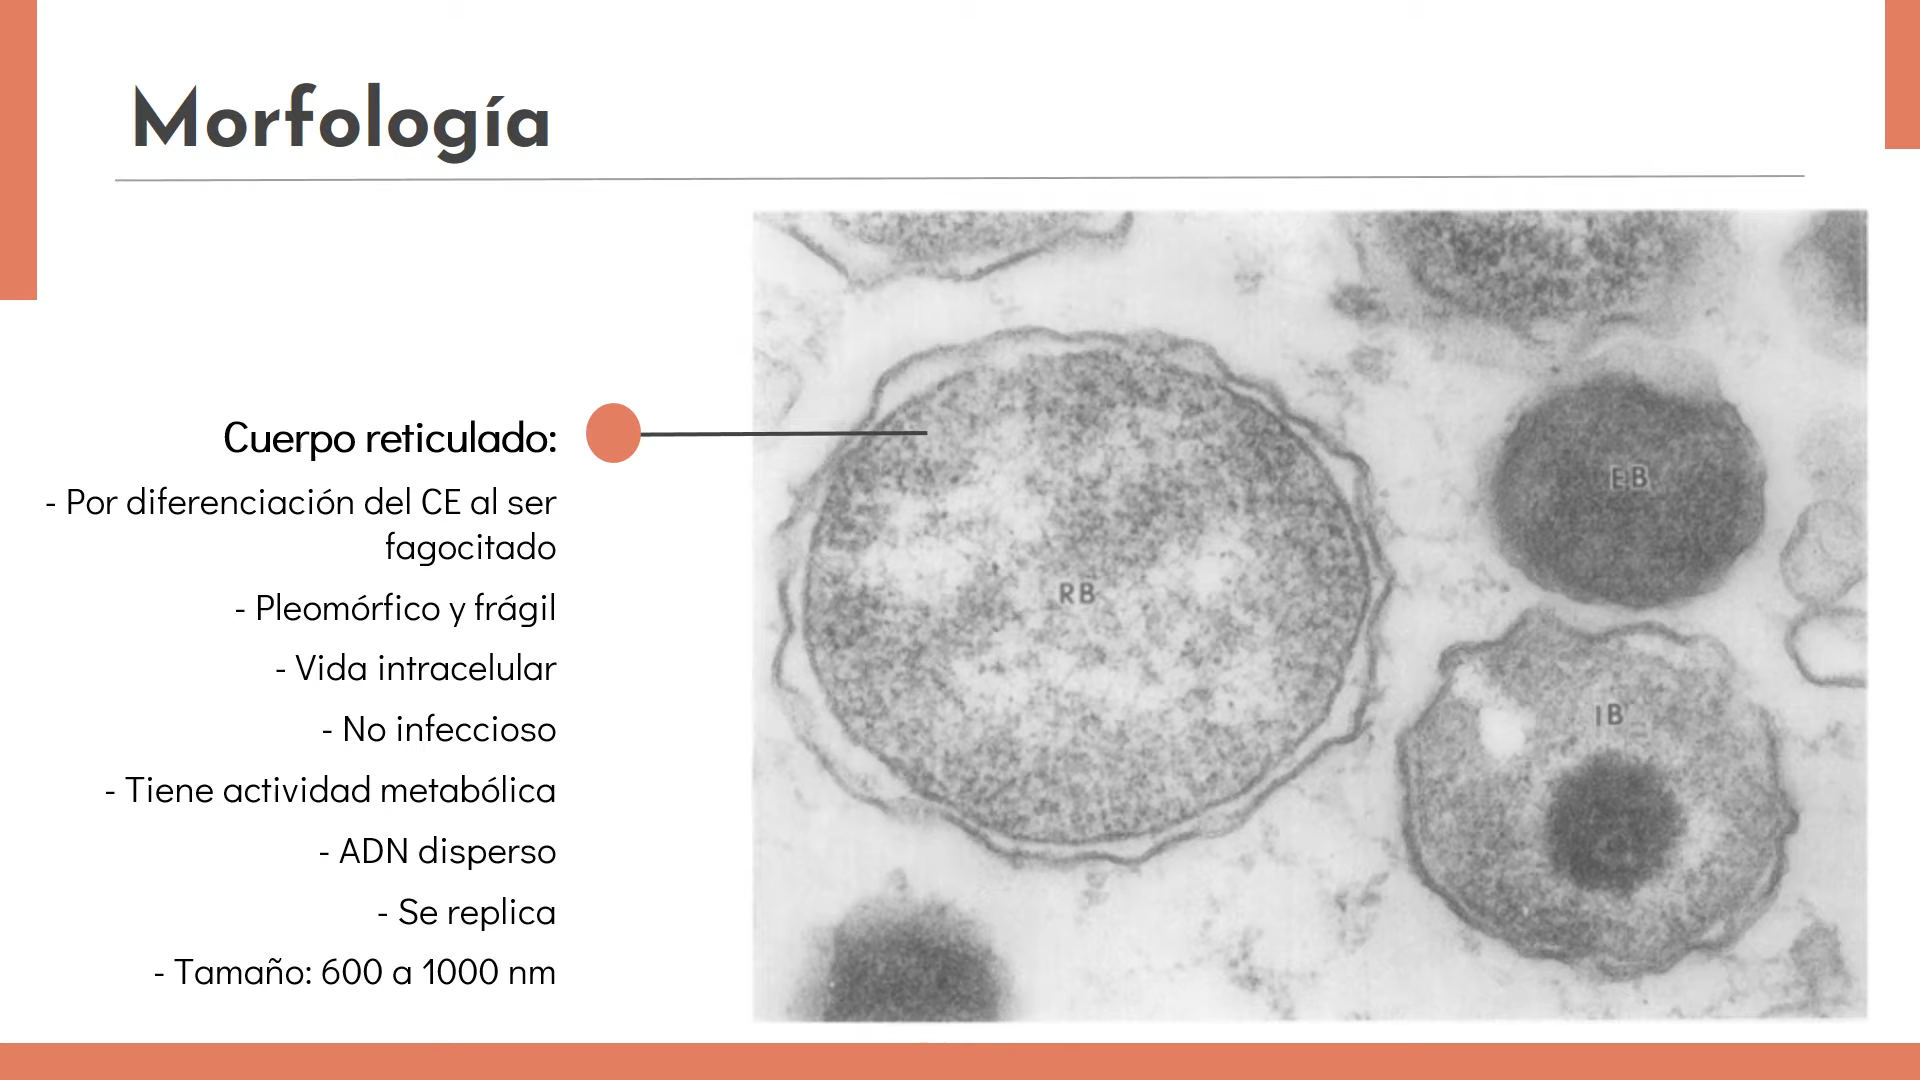 Morfología
Cuerpo reticulado:
- Por diferenciación del CE al ser
fagocitado
- Pleomórfico y frágil
- Vida intracelular
- No infeccioso
- Tiene actividad metabólica
- ADN disperso
- Se replica
- Tamaño: 600 a 1000 nm
EB
RB
IB